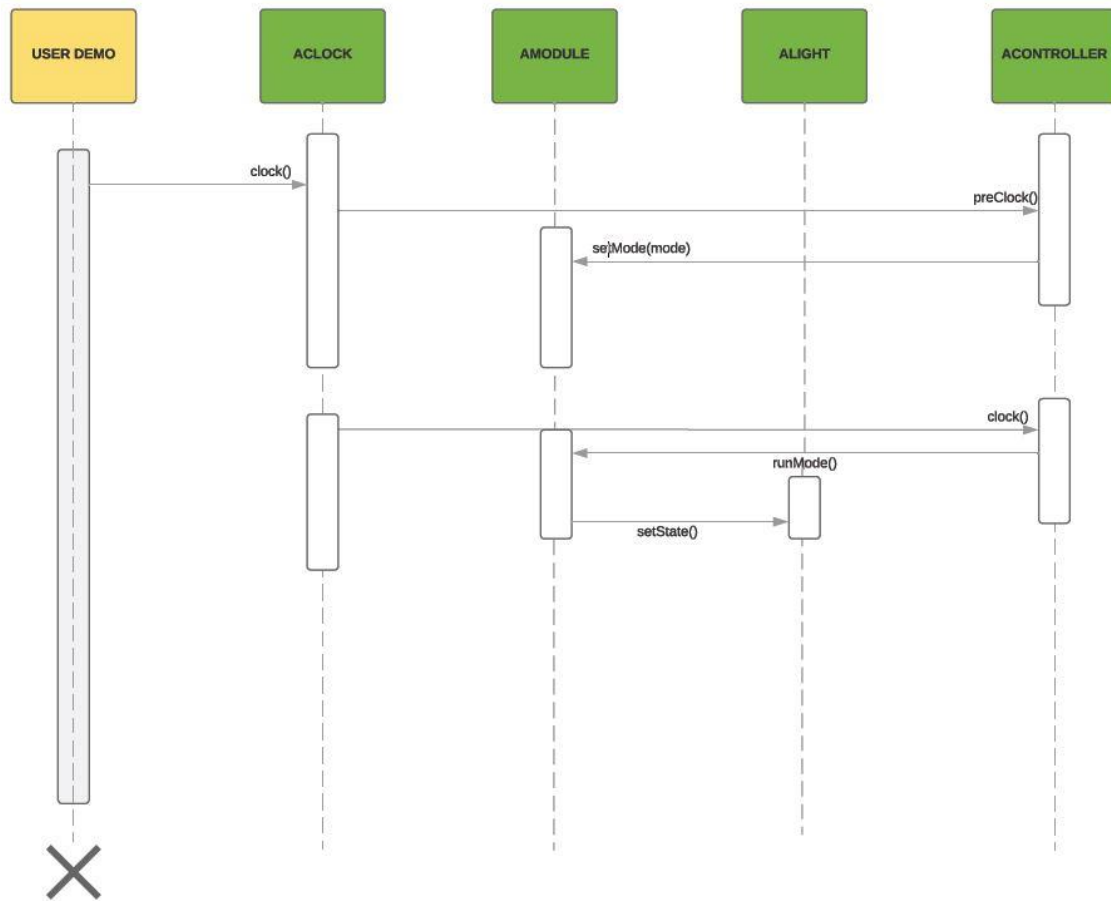 USER DEMO
ACLOCK
AMODULE
ALIGHT
ACONTROLLER
clock()
preClock()
setMode(mode)
clock()
runMode()
setState()